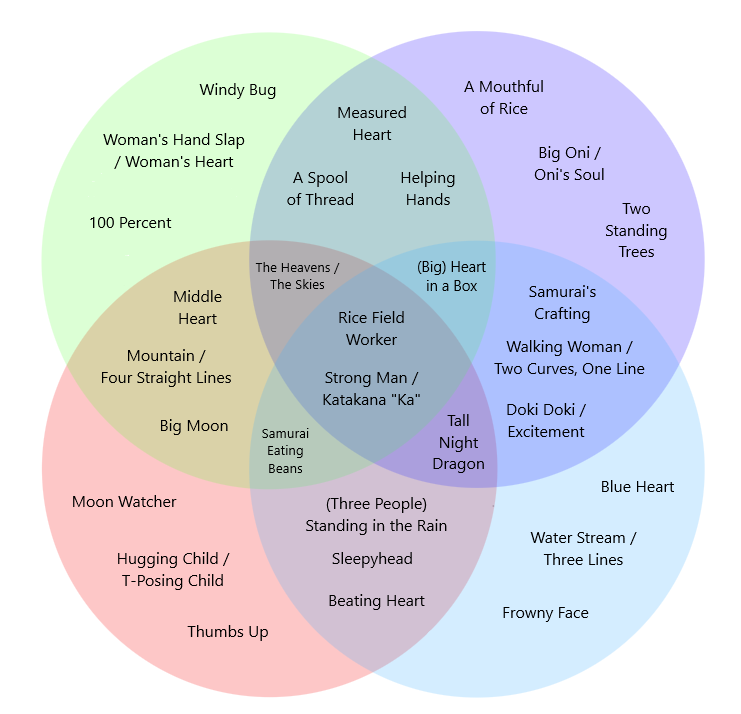 Windy Bug
Woman's Hand Slap
/ Woman's Heart
100 Percent
Measured
Heart
A Spool
of Thread
Helping
Hands
A Mouthful
of Rice
Big Oni /
Oni's Soul
Two
Standing
Trees
The Heavens /
The Skies
(Big) Heart
in a Box
Middle
Heart
Mountain /
Four Straight Lines
Big Moon
Rice Field
Worker
Strong Man /
Katakana "Ka"
Samurai's
Crafting
Walking Woman /
Two Curves, One Line
Doki Doki /
Excitement
Samurai
Eating
Beans
Tall
Night
Dragon
Moon Watcher
Hugging Child /
T-Posing Child
Thumbs Up
(Three People)
Standing in the Rain
Sleepyhead
Beating Heart
Blue Heart
Water Stream /
Three Lines
Frowny Face